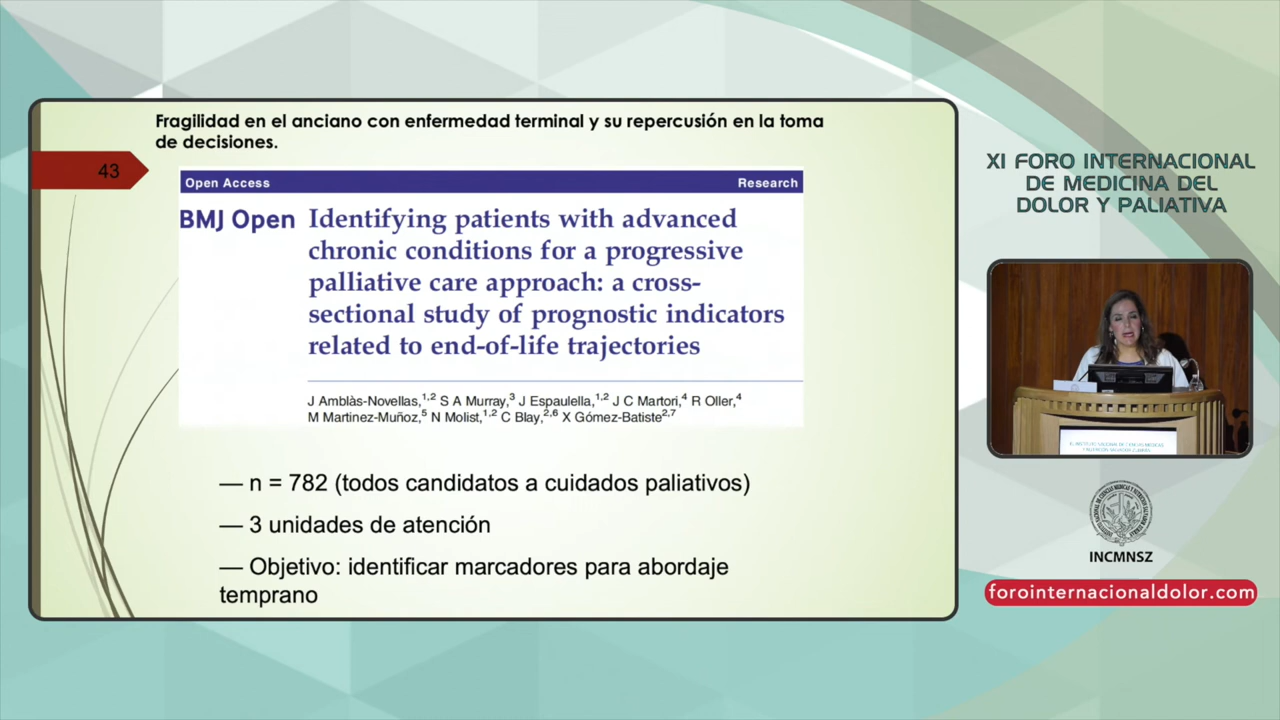 Fragilidad en el anciano con enfermedad terminal y su repercusión en la toma
de decisiones.
43
Open Access
Research
BMJ Open
Identifying patients with advanced
chronic conditions for a progressive
palliative care approach: a cross-
sectional study of prognostic indicators
related to end-of-life trajectories
J Amblàs-Novellas,1,2 S A Murray,3 J Espaulella,1,2 J C Martori,4 R Oller,4
M Martinez-Muñoz,5 N Molist,1,2 C Blay,2,6 X Gómez-Batiste2,7
— n = 782 (todos candidatos a cuidados paliativos)
— 3 unidades de atención
— Objetivo: identificar marcadores para abordaje
temprano
XI FORO INTERNACIONAL
DE MEDICINA DEL
DOLOR Y PALIATIVA
INCMNSZ
forointernacionaldolor.com